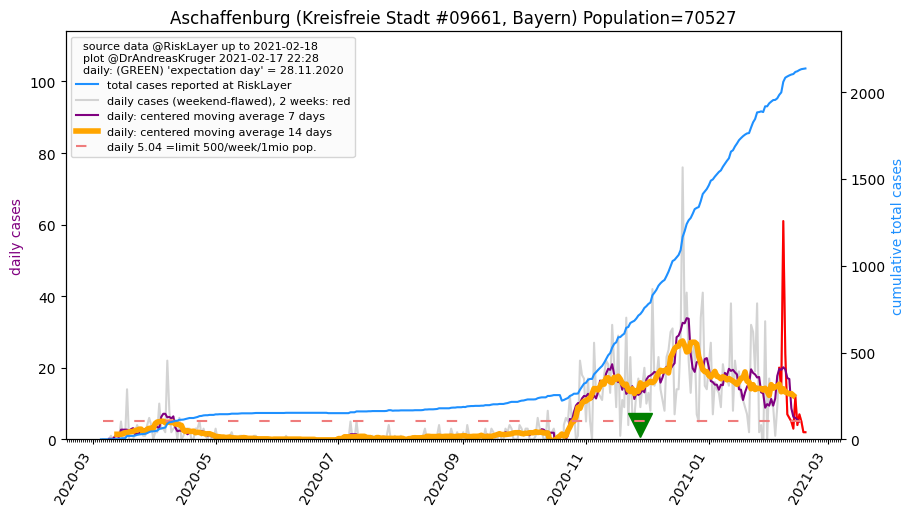 Aschaffenburg (Kreisfreie Stadt #09661, Bayern) Population=70527
source data @RiskLayer up to 2021-02-18
plot @DrAndreasKruger 2021-02-17 22:28
daily: (GREEN) 'expectation day' = 28.11.2020
total cases reported at RiskLayer
daily cases (weekend-flawed), 2 weeks: red
daily: centered moving average 7 days
daily: centered moving average 14 days
daily 5.04 =limit 500/week/1mio pop.
daily cases
100
80
60
40
20
0
cumulative total cases
2000
1500
1000
500
0
2020-03
2020-05
2020-07
2020-09
2020-11
2021-01
2021-03